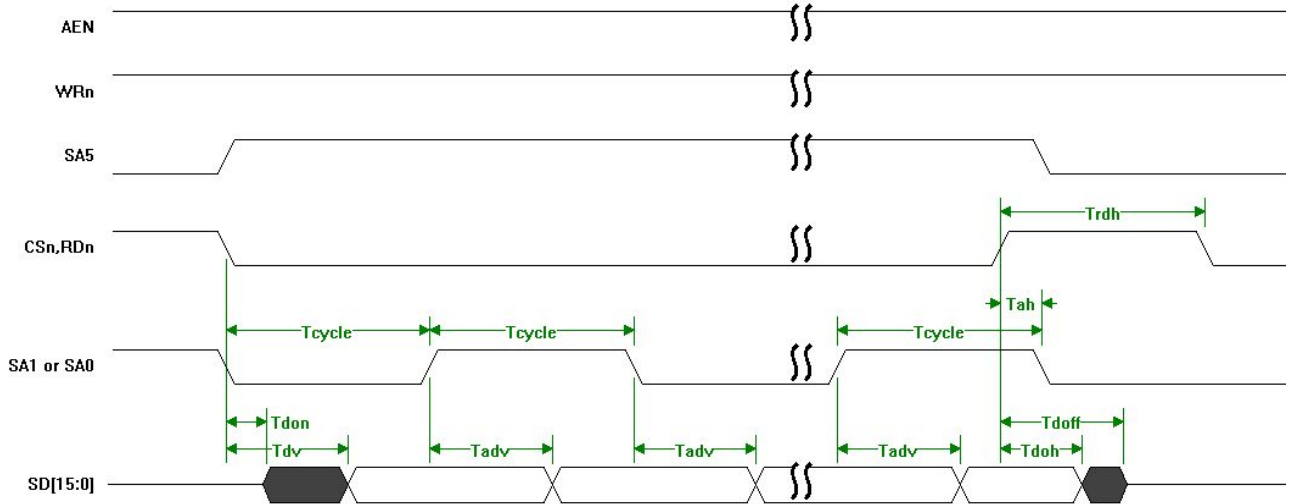 AEN
WRn
SA5
Trdh
CSn,RDn
Tah
Tcycle Tcycle Tcycle
SA1 or SA0
Tdon Tdoff
Tdv Tadv Tadv Tadv Tdoh
SD[15:0]